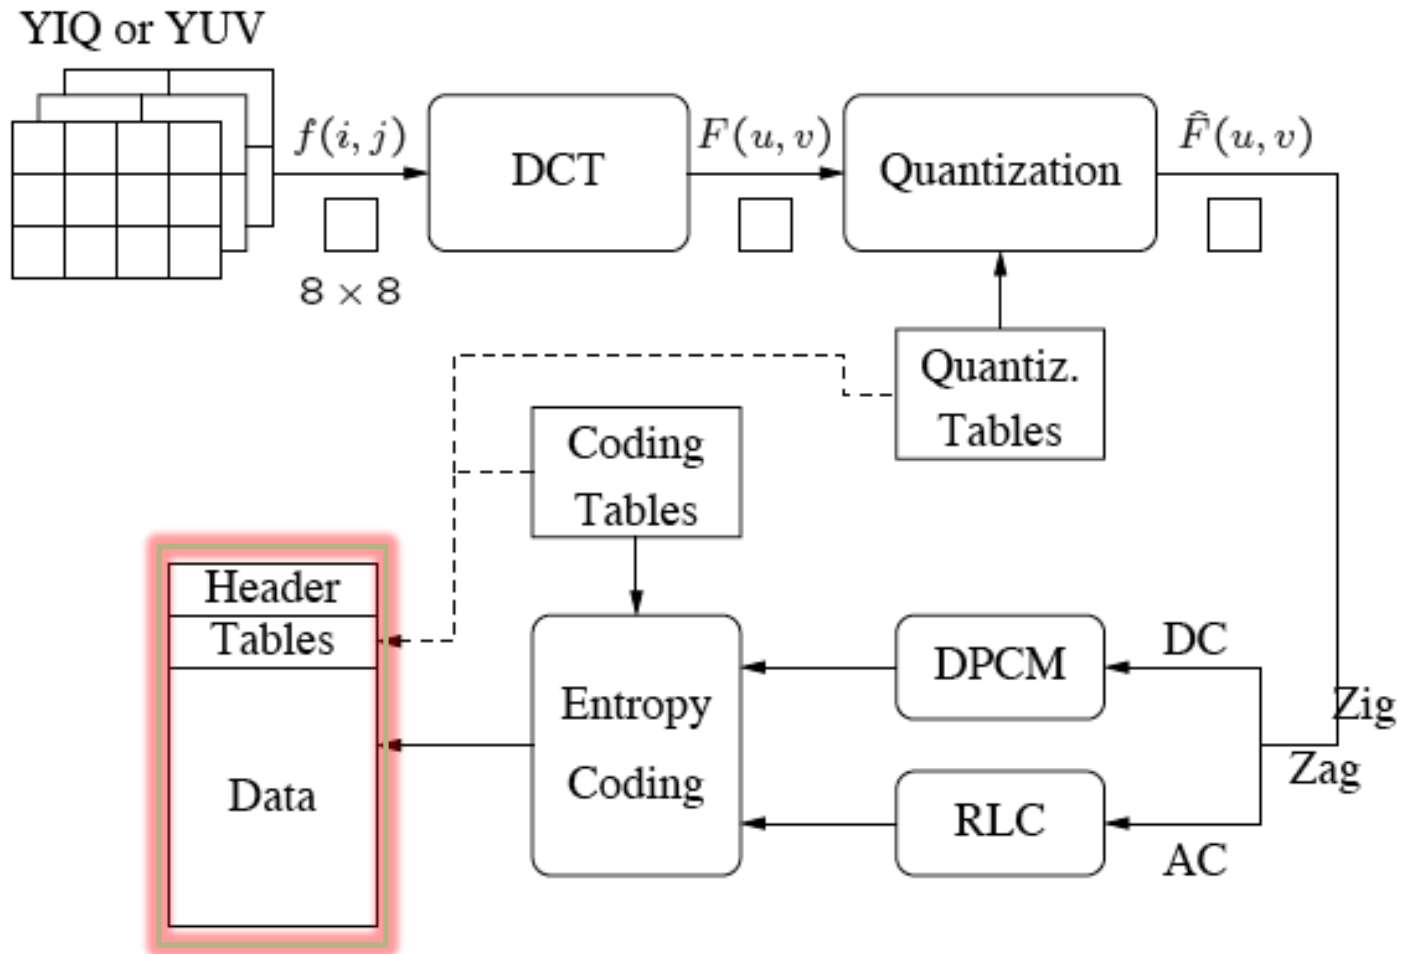 YIQ or YUV
f(i, j)
8 × 8
DCT
F(u, v)
Quantization
F̂(u, v)
Quantiz.
Tables
Coding
Tables
Header
Tables
Data
Entropy
Coding
DPCM
RLC
DC
AC
Zig
Zag